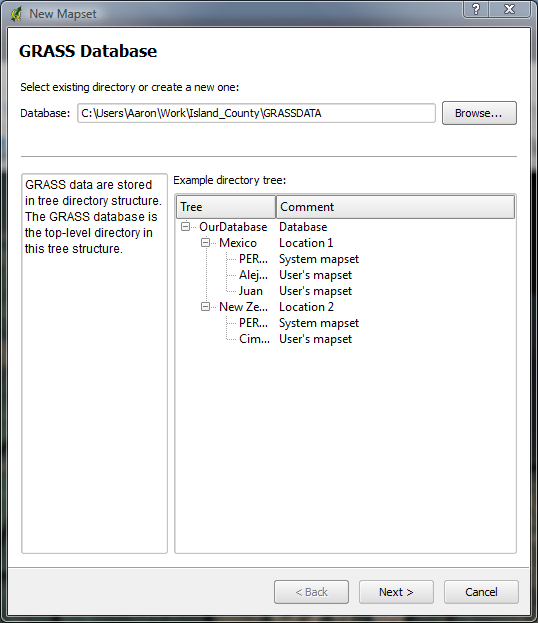 New Mapset
GRASS Database
Select existing directory or create a new one:
Database: C:\Users\Aaron\Work\Island_County\GRASSDATA Browse...
GRASS data are stored
in tree directory structure.
The GRASS database is
the top-level directory in
this tree structure.
Example directory tree:
Tree Comment
OurDatabase Database
Mexico Location 1
PER... System mapset
Alej... User's mapset
Juan User's mapset
New Ze... Location 2
PER... System mapset
Cim... User's mapset
< Back Next > Cancel